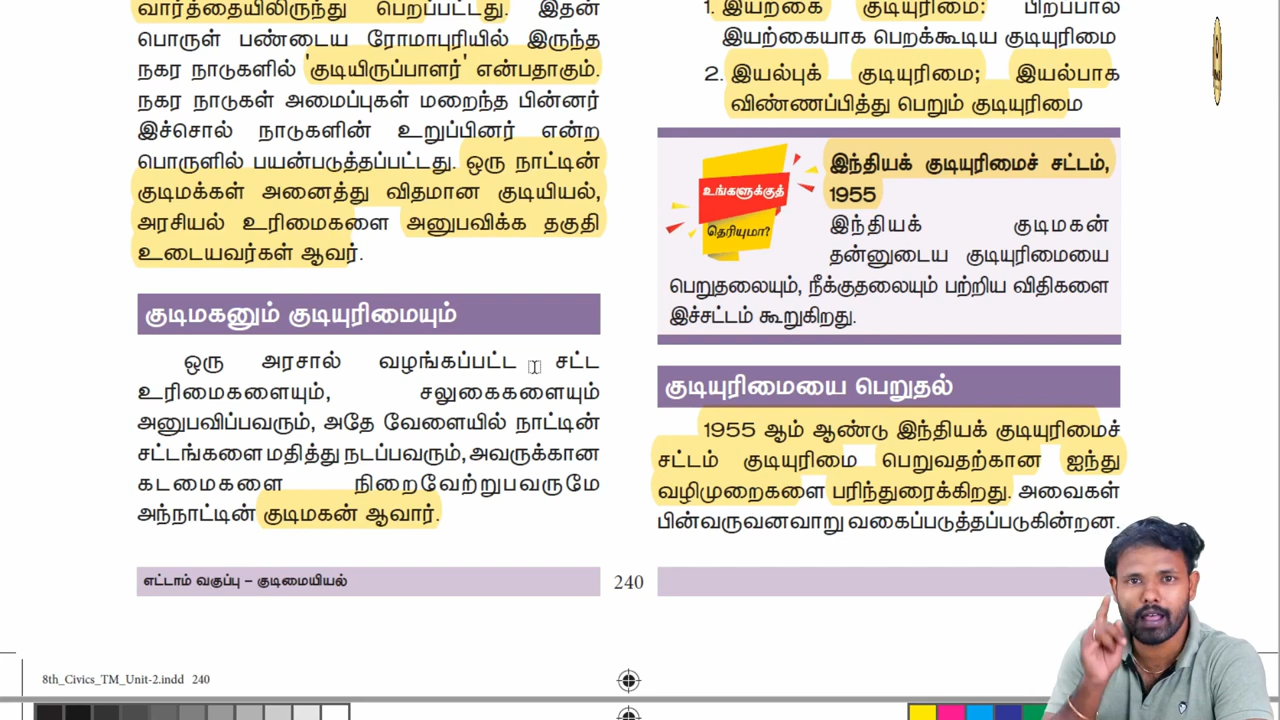 வார்த்தையிலிருந்து பெறப்பட்டது. இதன்
பொருள் பண்டைய ரோமாபுரியில் இருந்த
நகர நாடுகளில் 'குடியிருப்பாளர்' என்பதாகும்.
நகர நாடுகள் அமைப்புகள் மறைந்த பின்னர்
இச்சொல் நாடுகளின் உறுப்பினர் என்ற
பொருளில் பயன்படுத்தப்பட்டது. ஒரு நாட்டின்
குடிமக்கள் அனைத்து விதமான குடியியல்,
அரசியல் உரிமைகளை அனுபவிக்க தகுதி
உடையவர்கள் ஆவர்.
குடிமகனும் குடியுரிமையும்
ஒரு அரசால் வழங்கப்பட்ட சட்ட
உரிமைகளையும், சலுகைகளையும்
அனுபவிப்பவரும், அதே வேளையில் நாட்டின்
சட்டங்களை மதித்து நடப்பவரும், அவருக்கான
கடமைகளை நிறைவேற்றுபவருமே
அந்நாட்டின் குடிமகன் ஆவார்.
1. இயற்கை குடியுரிமை: பிறப்பால்
இயற்கையாக பெறக்கூடிய குடியுரிமை
2. இயல்புக் குடியுரிமை; இயல்பாக
விண்ணப்பித்து பெறும் குடியுரிமை
உங்களுக்குத்
தெரியுமா?
இந்தியக் குடியுரிமைச் சட்டம்,
1955
இந்தியக் குடிமகன்
தன்னுடைய குடியுரிமையை
பெறுதலையும், நீக்குதலையும் பற்றிய விதிகளை
இச்சட்டம் கூறுகிறது.
குடியுரிமையை பெறுதல்
1955 ஆம் ஆண்டு இந்தியக் குடியுரிமைச்
சட்டம் குடியுரிமை பெறுவதற்கான ஐந்து
வழிமுறைகளை பரிந்துரைக்கிறது. அவைகள்
பின்வருவனவாறு வகைப்படுத்தப்படுகின்றன.
எட்டாம் வகுப்பு – குடிமையியல்
240
8th_Civics_TM_Unit-2.indd 240